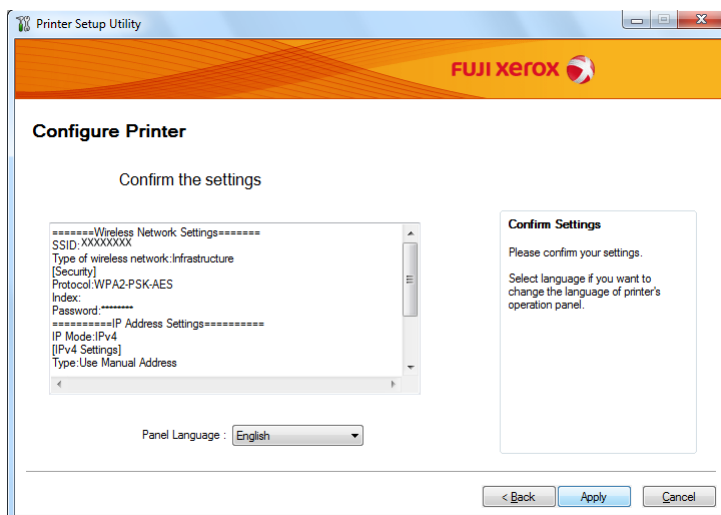 Printer Setup Utility
FUJI xerox
Configure Printer
Confirm the settings
=======Wireless Network Settings=======
SSID:XXXXXXXX
Type of wireless network:Infrastructure
[Security]
Protocol:WPA2-PSK-AES
Index:
Password:********
==========IP Address Settings==========
IP Mode:IPv4
[IPv4 Settings]
Type:Use Manual Address
Panel Language :
English
Confirm Settings
Please confirm your settings.
Select language if you want to
change the language of printer's
operation panel.
< Back
Apply
Cancel